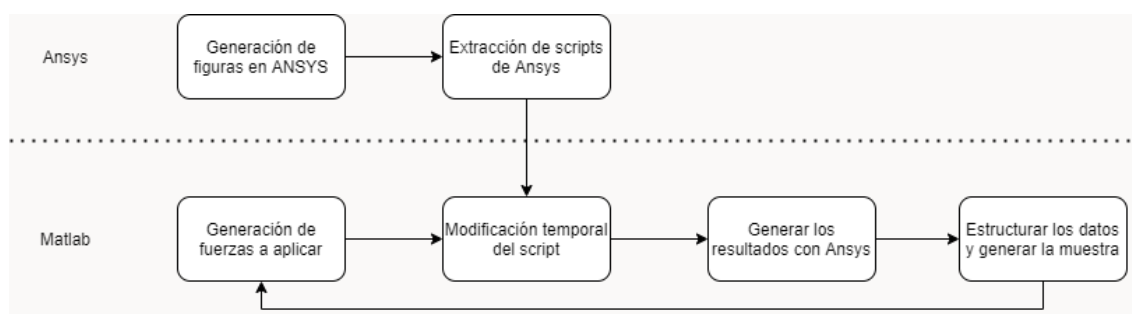 Ansys
Generación de
figuras en ANSYS
Extracción de scripts
de Ansys
Matlab
Generación de
fuerzas a aplicar
Modificación temporal
del script
Generar los
resultados con Ansys
Estructurar los datos
y generar la muestra